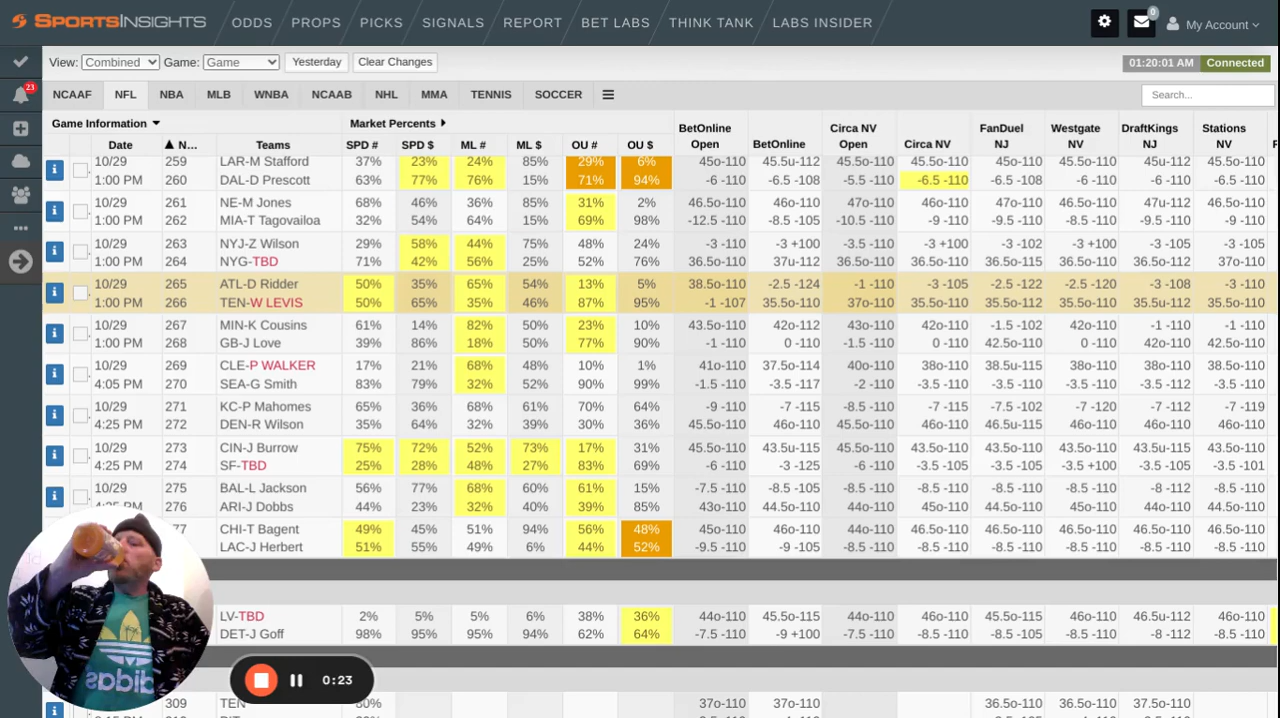 SPORTSINSIGHTS ODDS PROPS PICKS SIGNALS REPORT BET LABS THINK TANK LABS INSIDER 0 My Account
View: Combined Game: Game Yesterday Clear Changes 01:20:01 AM Connected
23 NCAAF NFL NBA MLB WNBA NCAAB NHL MMA TENNIS SOCCER Search...
Game Information Market Percents BetOnline Circa NV FanDuel Westgate DraftKings Stations
Date N... Teams SPD # SPD $ ML # ML $ OU # OU $ Open BetOnline Open Circa NV NJ NV NJ NV
10/29 259 LAR-M Stafford 37% 23% 24% 85% 29% 6% 45o-110 45.5u-112 45.5o-110 45.5o-110 45.5o-110 45.5o-110 45u-112 45.5o-110
1:00 PM 260 DAL-D Prescott 63% 77% 76% 15% 71% 94% -6 -110 -6.5 -108 -5.5 -110 -6.5 -110 -6.5 -108 -6 -110 -6 -110 -6 -110
10/29 261 NE-M Jones 68% 46% 36% 85% 31% 2% 46.5o-110 46o-110 47o-110 46o-110 47o-110 46.5o-110 47u-112 46.5o-110
1:00 PM 262 MIA-T Tagovailoa 32% 54% 64% 15% 69% 98% -12.5 -110 -8.5 -105 -10.5 -110 -9 -110 -9.5 -110 -8.5 -110 -9.5 -110 -9 -110
10/29 263 NYJ-Z Wilson 29% 58% 44% 75% 48% 24% -3 -110 -3 +100 -3.5 -110 -3 +100 -3 -102 -3 +100 -3 -105 -3 -105
1:00 PM 264 NYG-TBD 71% 42% 56% 25% 52% 76% 36.5o-110 37u-112 36.5o-110 36.5o-110 36.5o-115 36.5o-110 36.5o-110 37o-110
10/29 265 ATL-D Ridder 50% 35% 65% 54% 13% 5% 38.5o-110 -2.5 -124 -1 -110 -3 -105 -2.5 -122 -2.5 -120 -3 -108 -3 -110
1:00 PM 266 TEN-W LEVIS 50% 65% 35% 46% 87% 95% -1 -107 35.5o-110 37o-110 35.5o-110 35.5o-112 35.5o-110 35.5u-112 35.5o-110
10/29 267 MIN-K Cousins 61% 14% 82% 50% 23% 10% 43.5o-110 42o-112 43o-110 42o-110 -1.5 -102 42o-110 -1 -110 -1 -110
1:00 PM 268 GB-J Love 39% 86% 18% 50% 77% 90% -1 -110 0 -110 -1.5 -110 0 -110 42.5o-110 0 -110 42o-110 42.5o-110
10/29 269 CLE-P WALKER 17% 21% 68% 48% 10% 1% 41o-110 37.5o-114 40o-110 38o-110 38.5u-115 38o-110 38o-110 38.5o-110
4:05 PM 270 SEA-G Smith 83% 79% 32% 52% 90% 99% -1.5 -110 -3.5 -117 -2 -110 -3.5 -110 -3.5 -110 -3.5 -110 -3.5 -110 -3.5 -110
10/29 271 KC-P Mahomes 65% 36% 68% 61% 70% 64% -9 -110 -7 -115 -8.5 -110 -7 -115 -7.5 -102 -7 -120 -7 -112 -7 -119
4:25 PM 272 DEN-R Wilson 35% 64% 32% 39% 30% 36% 45.5o-110 46o-110 45.5o-110 46o-110 46.5u-115 46o-110 46o-110 46o-110
10/29 273 CIN-J Burrow 75% 72% 52% 73% 17% 31% 45.5o-110 43.5o-110 45.5o-110 43.5o-110 43.5o-110 43.5o-110 43.5o-110 43.5o-110
4:25 PM 274 SF-TBD 25% 28% 48% 27% 83% 69% -6 -110 -3 -125 -6 -110 -3.5 -105 -3.5 -105 -3.5 +100 -3.5 -105 -3.5 -101
10/29 275 BAL-L Jackson 56% 77% 68% 60% 61% 15% -7.5 -110 -8.5 -105 -7.5 -110 -8.5 -110 -8.5 -110 -8.5 -110 -8 -112 -8.5 -110
276 ARI-J Dobbs 44% 23% 32% 40% 39% 85% 43o-110 44.5o-110 44o-110 45o-110 44.5o-110 44o-110 44.5o-110 44o-110
77 CHI-T Bagent 49% 45% 51% 94% 56% 48% 45o-110 46o-110 44o-110 46.5o-110 46.5o-110 46.5o-110 46.5o-110 46.5o-110
LAC-J Herbert 51% 55% 49% 6% 44% 52% -9.5 -110 -9 -105 -8.5 -110 -8.5 -110 -8.5 -110 -8.5 -110 -8.5 -110 -8.5 -110
LV-TBD 2% 5% 5% 6% 38% 36% 44o-110 45.5o-112 44o-110 46o-110 45.5o-115 46o-110 46.5u-112 46o-110
DET-J Goff 98% 95% 95% 94% 62% 64% -7.5 -110 -9 +100 -7.5 -110 -8.5 -110 -8.5 -105 -8.5 -110 -8 -112 -8.5 -110
adidas
0:23
309 TEN 37o-110 37o-110 36.5o-110 36.5o-110 37.5o-110